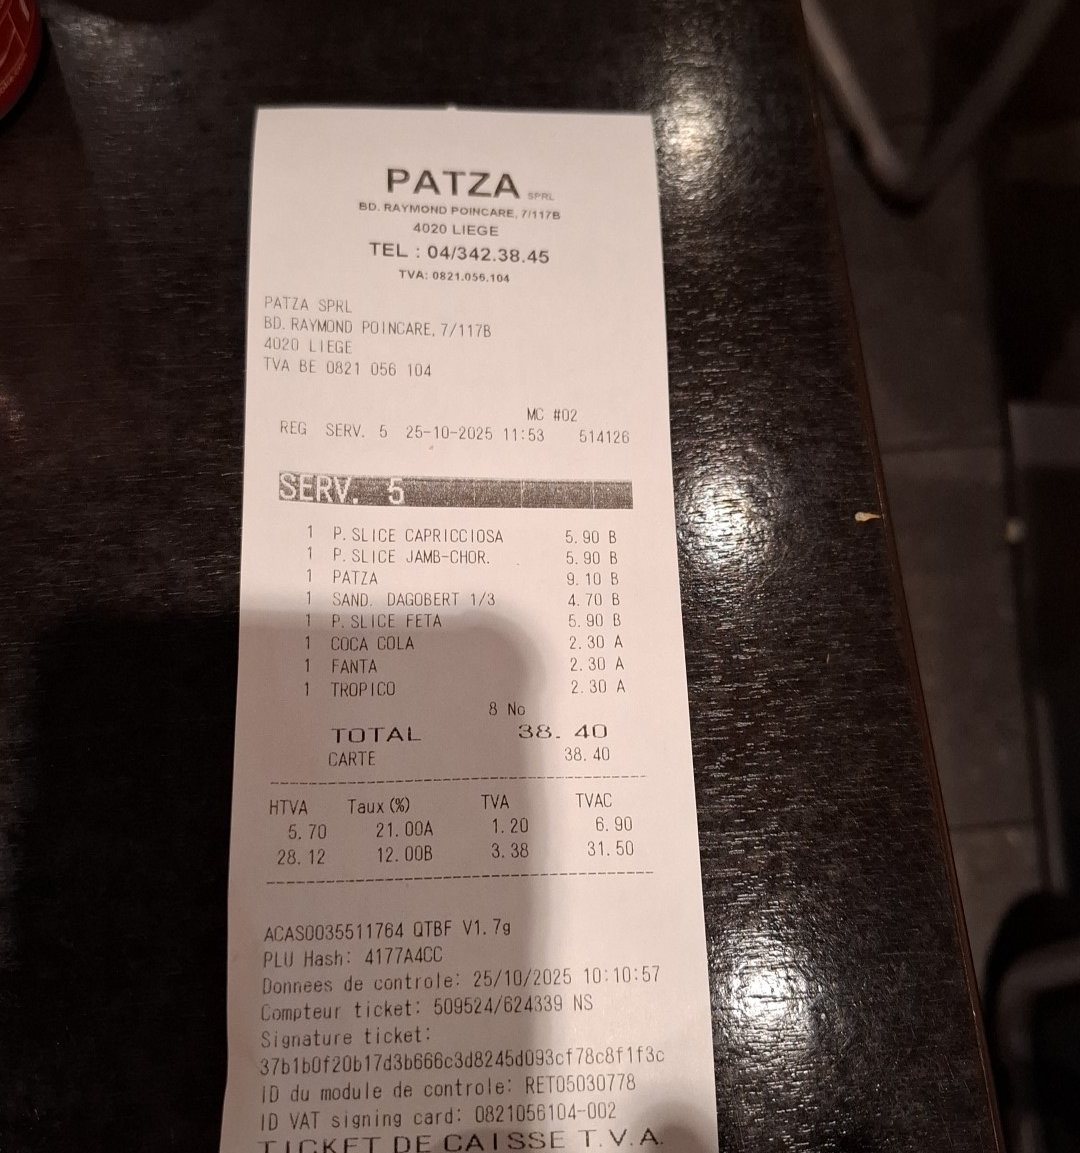 PATZA SPRL
BD. RAYMOND POINCARE, 7/117B
4020 LIEGE
TEL : 04/342.38.45
TVA: 0821.056.104
PATZA SPRL
BD. RAYMOND POINCARE, 7/117B
4020 LIEGE
TVA BE 0821 056 104
MC #02
REG SERV. 5 25-10-2025 11:53 514126
SERV. 5
1 P. SLICE CAPRICCIOSA 5.90 B
1 P. SLICE JAMB-CHOR. 5.90 B
1 PATZA 9.10 B
1 SAND. DAGOBERT 1/3 4.70 B
1 P. SLICE FETA 5.90 B
1 COCA COLA 2.30 A
1 FANTA 2.30 A
1 TROPICO 2.30 A
8 No
TOTAL 38.40
CARTE 38.40
HTVA Taux (%) TVA TVAC
5.70 21.00A 1.20 6.90
28.12 12.00B 3.38 31.50
ACAS0035511764 QTBF V1.7g
PLU Hash: 4177A4CC
Donnees de controle: 25/10/2025 10:10:57
Compteur ticket: 509524/624339 NS
Signature ticket:
37b1b0f20b17d3b666c3d8245d093cf78c8f1f3c
ID du module de controle: RET05030778
ID VAT signing card: 0821056104-002
TICKET DE CAISSE T.V.A.